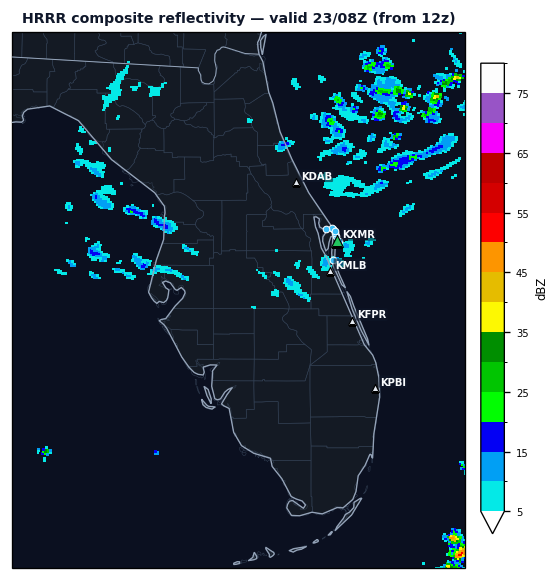 HRRR composite reflectivity — valid 23/08Z (from 12z)
KDAB
KXMR
KMLB
KFPR
KPBI
75
65
55
45
35
25
15
5
dBZ